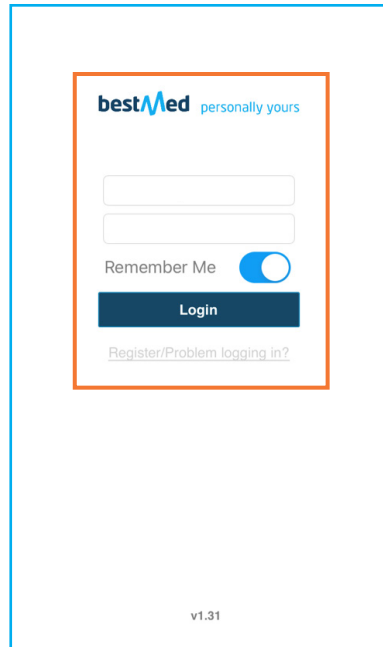 bestMed personally yours
Remember Me
Login
Register/Problem logging in?
v1.31